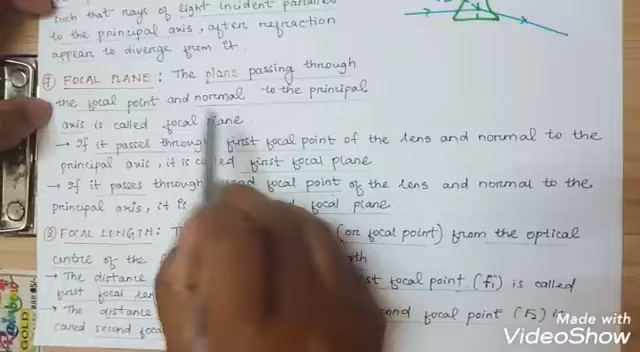 such that rays of light incident parallel
to the principal axis, after refraction
appear to diverge from it.
⑦ FOCAL PLANE: The plane passing through
the focal point and normal to the principal
axis is called focal plane.
→ If it passes through first focal point of the lens and normal to the
principal axis, it is called first focal plane
→ If it passes through second focal point of the lens and normal to the
principal axis, it is focal plane
⑧ FOCAL LENGTH: (or focal point) from the optical
centre of the
→ The distance focal point (f₁) is called
first focal
→ The distance focal point (f₂) is
called second focal
GOLD
Made with
VideoShow